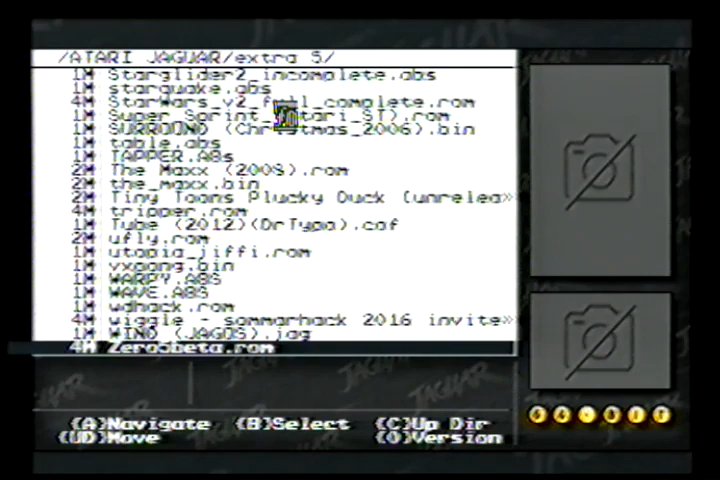 /ATARI JAGUAR/extra S/
1M Starglider2_incomplete.abs
1M starquake.abs
4M StarWars_v2_full_complete.rom
1M Super_Sprint_(Atari_ST).rom
1M SURROUND (Christmas_2006).bin
1M table.abs
1M TAPPER.ABs
2M The Maxx (2008).rom
2M the_maxx.bin
2M Tiny Toons Plucky Duck (unrelea»
4M tripper.rom
1M Tube (2012)(DrTypo).cof
2M ufly.rom
1M utopia_jiffi.rom
1M vxpong.bin
1M WARPY.ABS
1M WAVE.ABS
1M wdhack.rom
4M wiggle - sommarhack 2016 invite»
1M WINO (JAGOS).jag
4M Zero5beta.rom
(A)Navigate (B)Select (C)Up Dir
(UD)Move (0)Version
JAGUAR